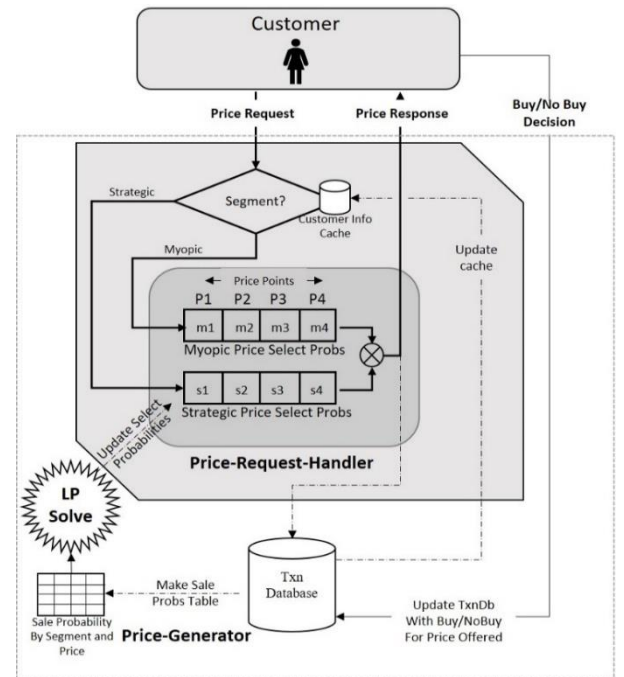 Customer
Price Request
Price Response
Buy/No Buy
Decision
Strategic
Segment?
Customer Info
Cache
Myopic
Update
cache
Price Points
P1 P2 P3 P4
m1 m2 m3 m4
Myopic Price Select Probs
s1 s2 s3 s4
Strategic Price Select Probs
Update Select
Probabilities
Price-Request-Handler
LP
Solve
Txn
Database
Make Sale
Probs Table
Update TxnDb
With Buy/NoBuy
For Price Offered
Sale Probability
By Segment and
Price
Price-Generator